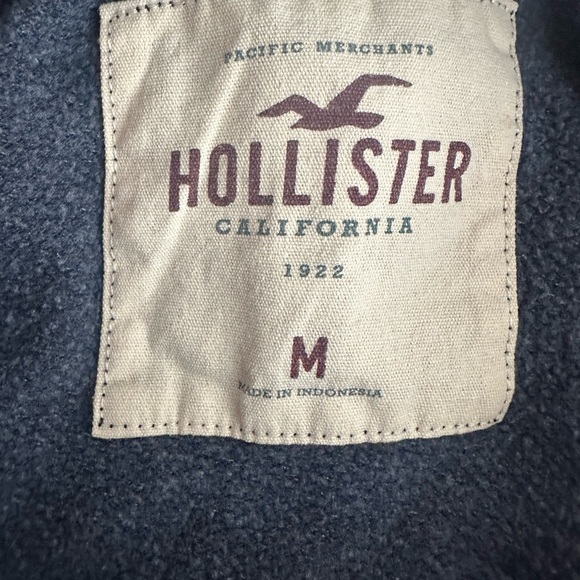 PACIFIC MERCHANTS
HOLLISTER
CALIFORNIA
1922
M
MADE IN INDONESIA